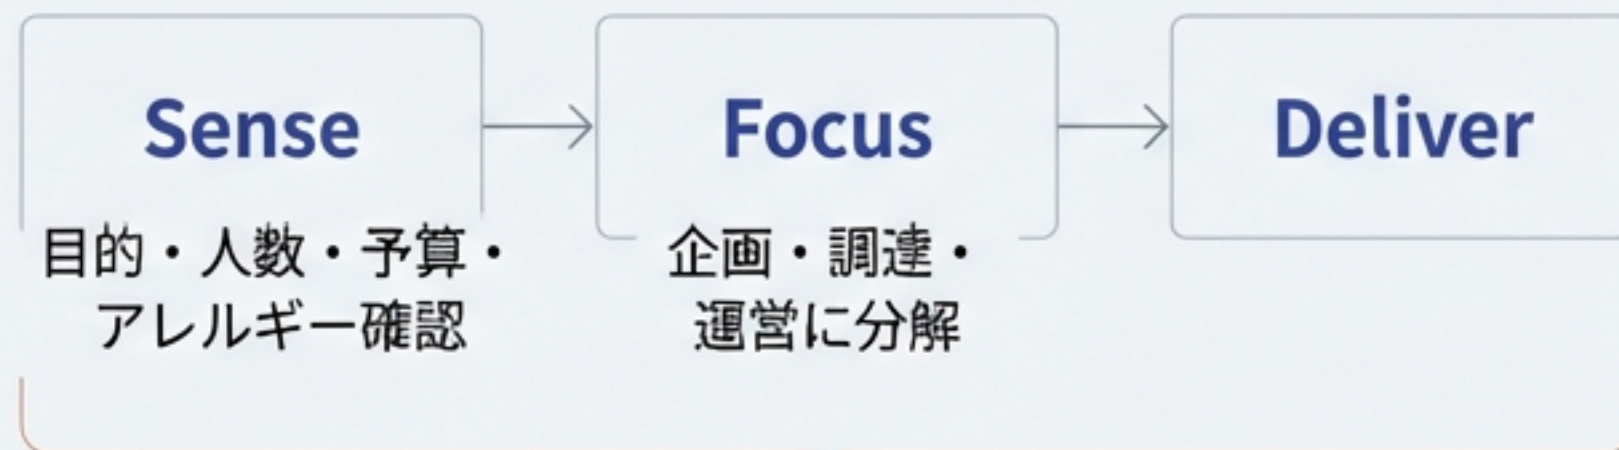 Sense
Focus
Deliver
目的・人数・予算・
アレルギー確認
企画・調達・
運営に分解